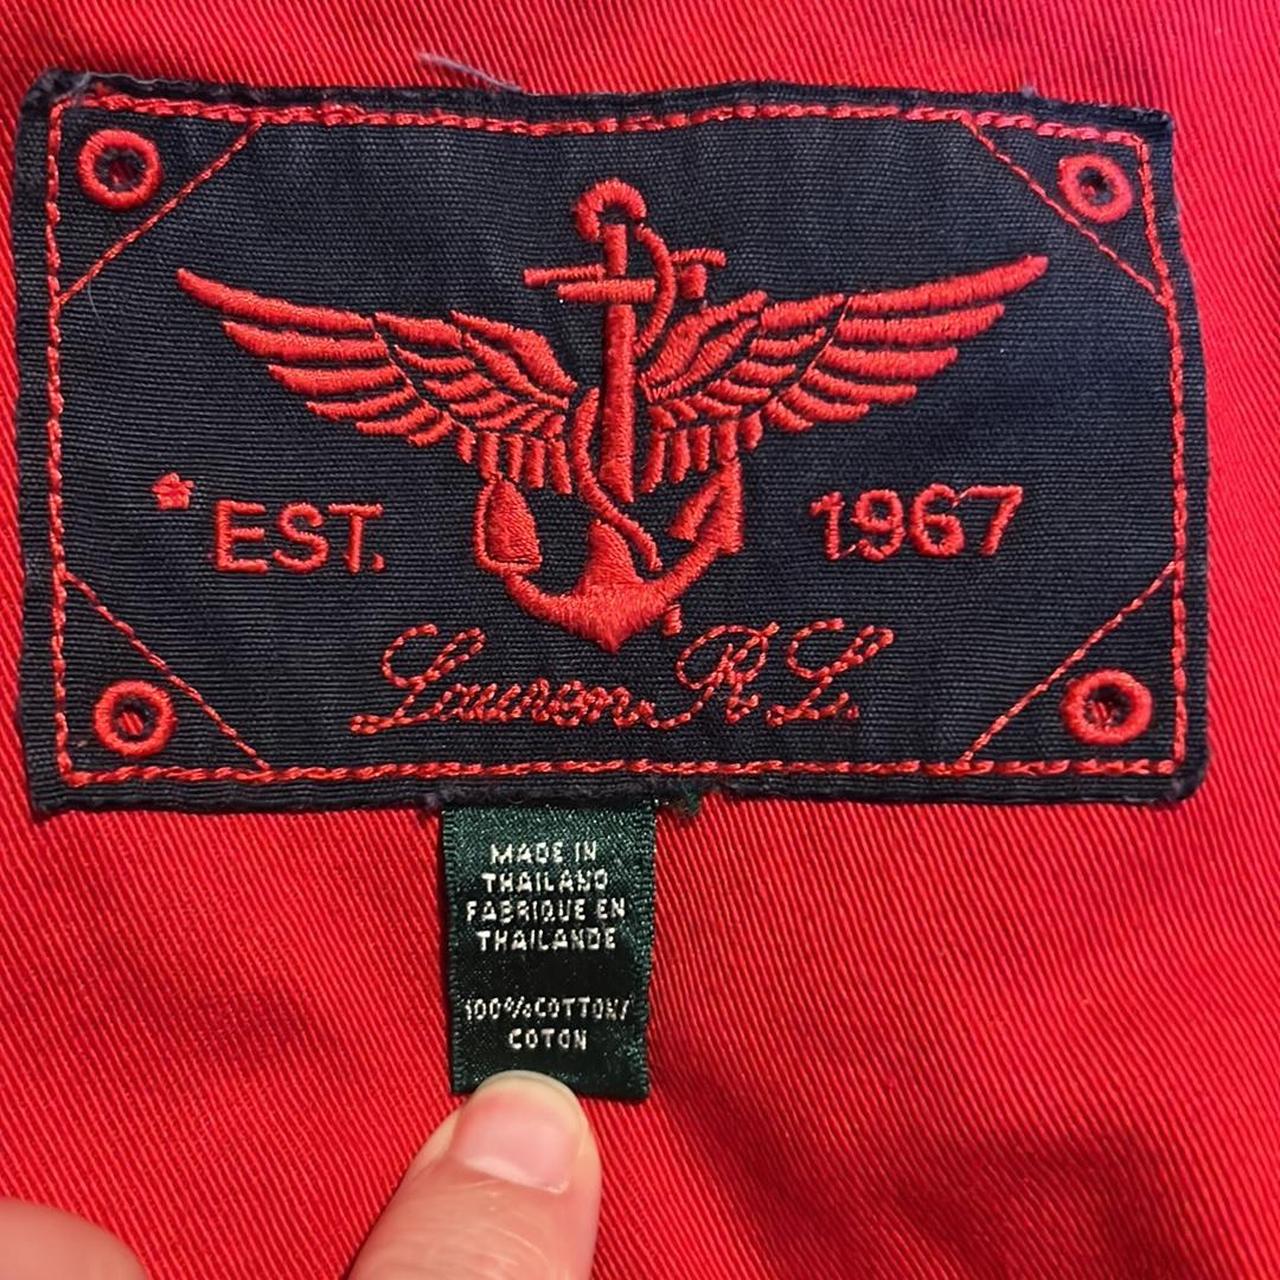 EST. 1967
Lauren R L.
MADE IN
THAILAND
FABRIQUE EN
THAILANDE
100%COTTON/
COTON